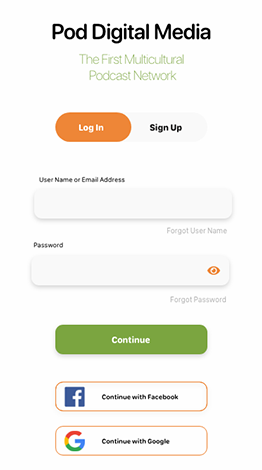 Pod Digital Media
The First Multicultural
Podcast Network
Log In
Sign Up
User Name or Email Address
Forgot User Name
Password
Forgot Password
Continue
Continue with Facebook
Continue with Google